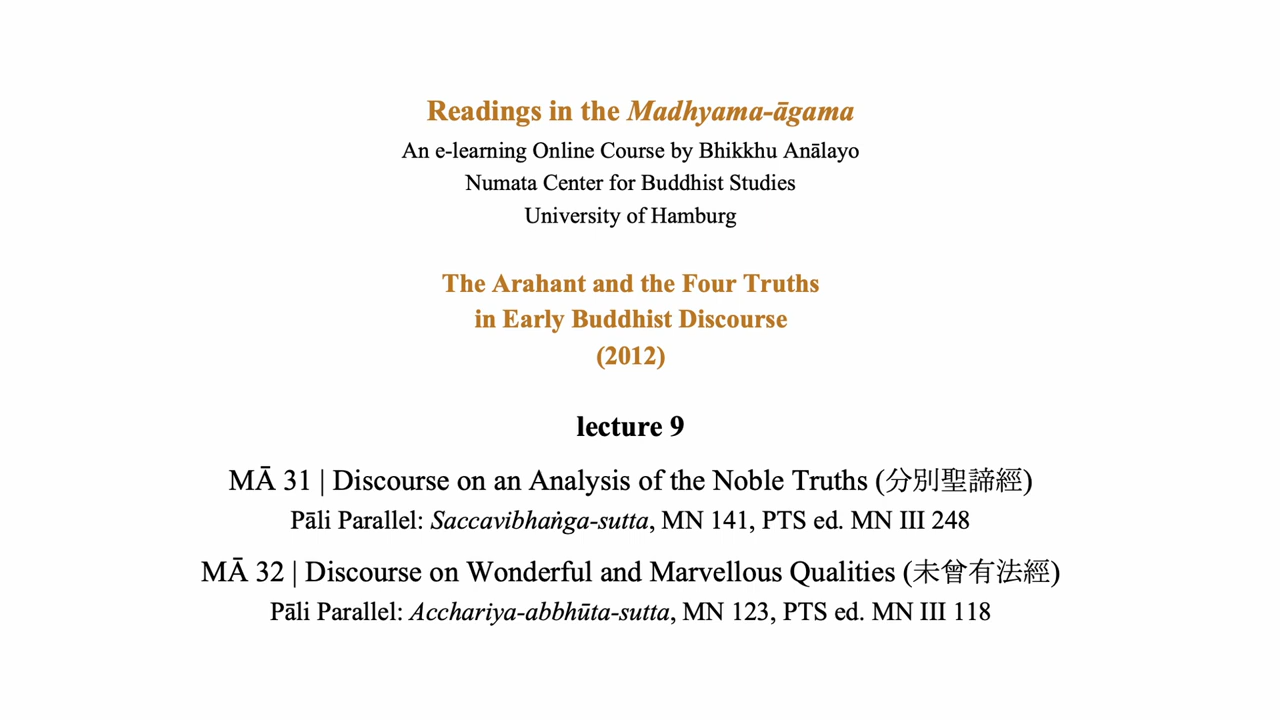 Readings in the Madhyama-āgama
An e-learning Online Course by Bhikkhu Anālayo
Numata Center for Buddhist Studies
University of Hamburg
The Arahant and the Four Truths
in Early Buddhist Discourse
(2012)
lecture 9
MĀ 31 | Discourse on an Analysis of the Noble Truths (分別聖諦經)
Pāli Parallel: Saccavibhaṅga-sutta, MN 141, PTS ed. MN III 248
MĀ 32 | Discourse on Wonderful and Marvellous Qualities (未曾有法經)
Pāli Parallel: Acchariya-abbhūta-sutta, MN 123, PTS ed. MN III 118